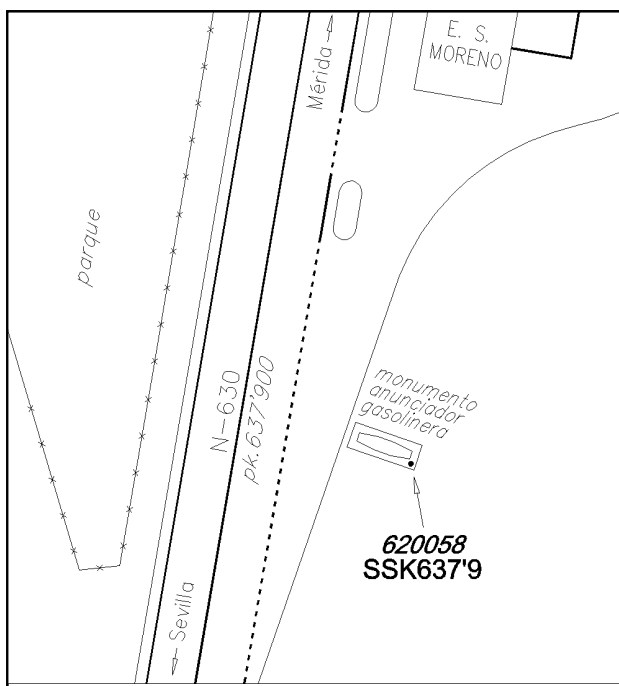 E. S.
MORENO
Mérida
parque
N-630
pk.637'900
monumento
anunciador
gasolinera
620058
SSK637'9
Sevilla